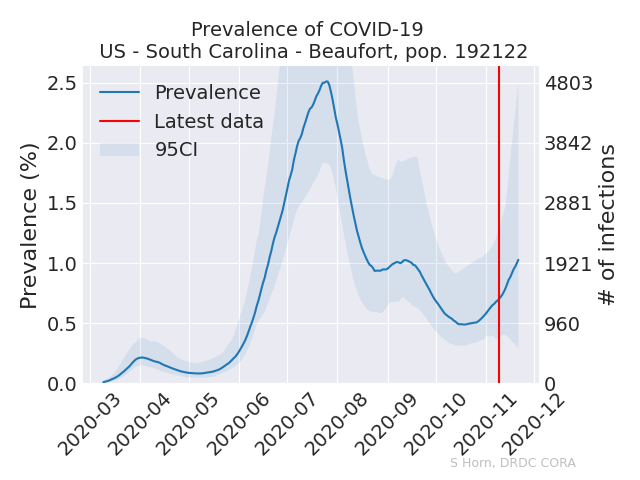 Prevalence of COVID-19
US - South Carolina - Beaufort, pop. 192122
Prevalence
Latest data
95CI
Prevalence (%)
2.5
2.0
1.5
1.0
0.5
0.0
4803
3842
2881
1921
960
0
# of infections
2020-03
2020-04
2020-05
2020-06
2020-07
2020-08
2020-09
2020-10
2020-11
2020-12
S Horn, DRDC CORA